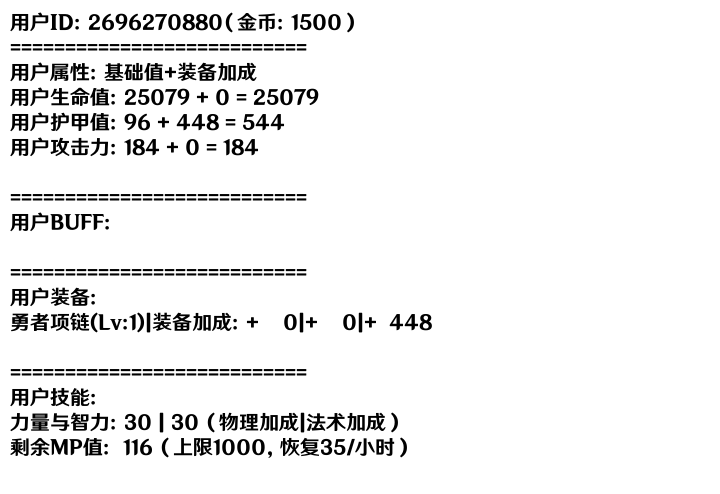 用户ID: 2696270880(金币: 1500)
===========================
用户属性: 基础值+装备加成
用户生命值: 25079 + 0 = 25079
用户护甲值: 96 + 448 = 544
用户攻击力: 184 + 0 = 184
===========================
用户BUFF:
===========================
用户装备:
勇者项链(Lv:1)|装备加成: +    0|+    0|+  448
===========================
用户技能:
力量与智力: 30 | 30 (物理加成|法术加成)
剩余MP值:  116 (上限1000, 恢复35/小时)